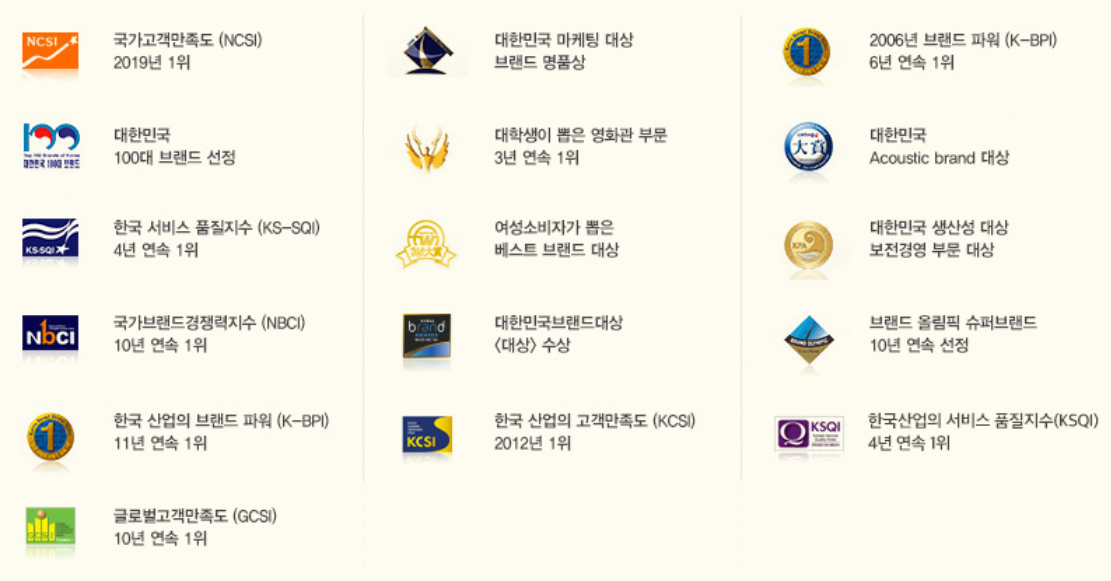 NCSI
국가고객만족도 (NCSI)
2019년 1위
대한민국 마케팅 대상
브랜드 명품상
1
2006년 브랜드 파워 (K-BPI)
6년 연속 1위
100
Top 100 Brands of Korea
대한민국 100대 브랜드
대한민국
100대 브랜드 선정
대학생이 뽑은 영화관 부문
3년 연속 1위
大賞
대한민국
Acoustic brand 대상
KS-SQI
한국 서비스 품질지수 (KS-SQI)
4년 연속 1위
여성소비자가 뽑은
베스트 브랜드 대상
KPA
대한민국 생산성 대상
보전경영 부문 대상
NBCI
국가브랜드경쟁력지수 (NBCI)
10년 연속 1위
brand
대한민국브랜드대상
<대상> 수상
BRAND OLYMPIC
브랜드 올림픽 슈퍼브랜드
10년 연속 선정
1
한국 산업의 브랜드 파워 (K-BPI)
11년 연속 1위
KCSI
한국 산업의 고객만족도 (KCSI)
2012년 1위
KSQI
한국산업의 서비스 품질지수(KSQI)
4년 연속 1위
GCSI
글로벌고객만족도 (GCSI)
10년 연속 1위